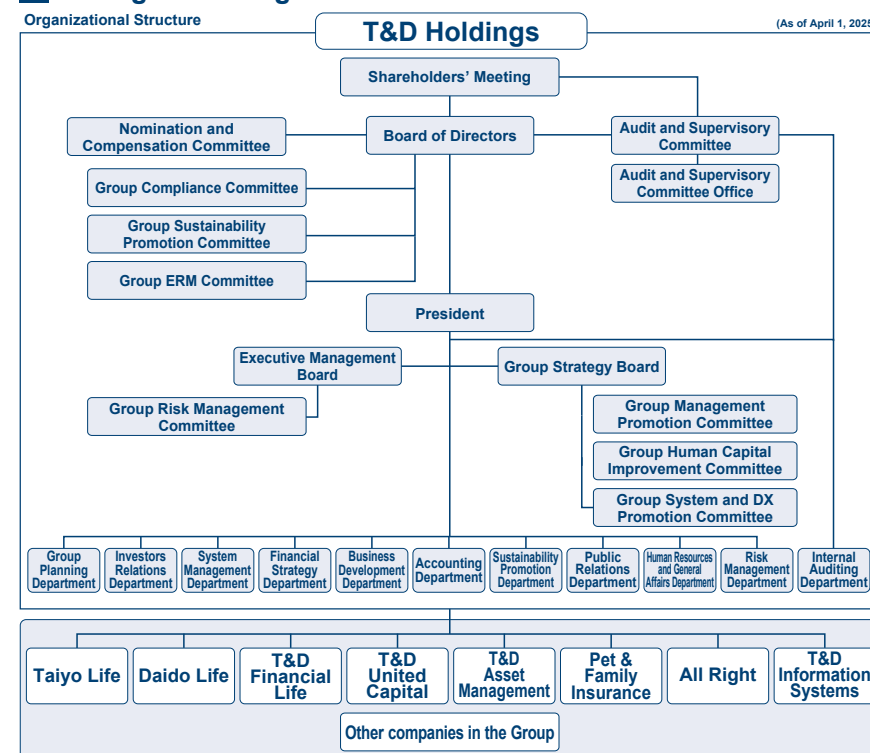 Organizational Structure
(As of April 1, 2025
T&D Holdings
Shareholders' Meeting
Nomination and
Compensation Committee
Board of Directors
Audit and Supervisory
Committee
Group Compliance Committee
Audit and Supervisory
Committee Office
Group Sustainability
Promotion Committee
Group ERM Committee
President
Executive Management
Board
Group Strategy Board
Group Risk Management
Committee
Group Management
Promotion Committee
Group Human Capital
Improvement Committee
Group System and DX
Promotion Committee
Group
Planning
Department
Investors
Relations
Department
System
Management
Department
Financial
Strategy
Department
Business
Development
Department
Accounting
Department
Sustainability
Promotion
Department
Public
Relations
Department
Human Resources
and General
Affairs Department
Risk
Management
Department
Internal
Auditing
Department
Taiyo Life
Daido Life
T&D
Financial
Life
T&D
United
Capital
T&D
Asset
Management
Pet &
Family
Insurance
All Right
T&D
Information
Systems
Other companies in the Group